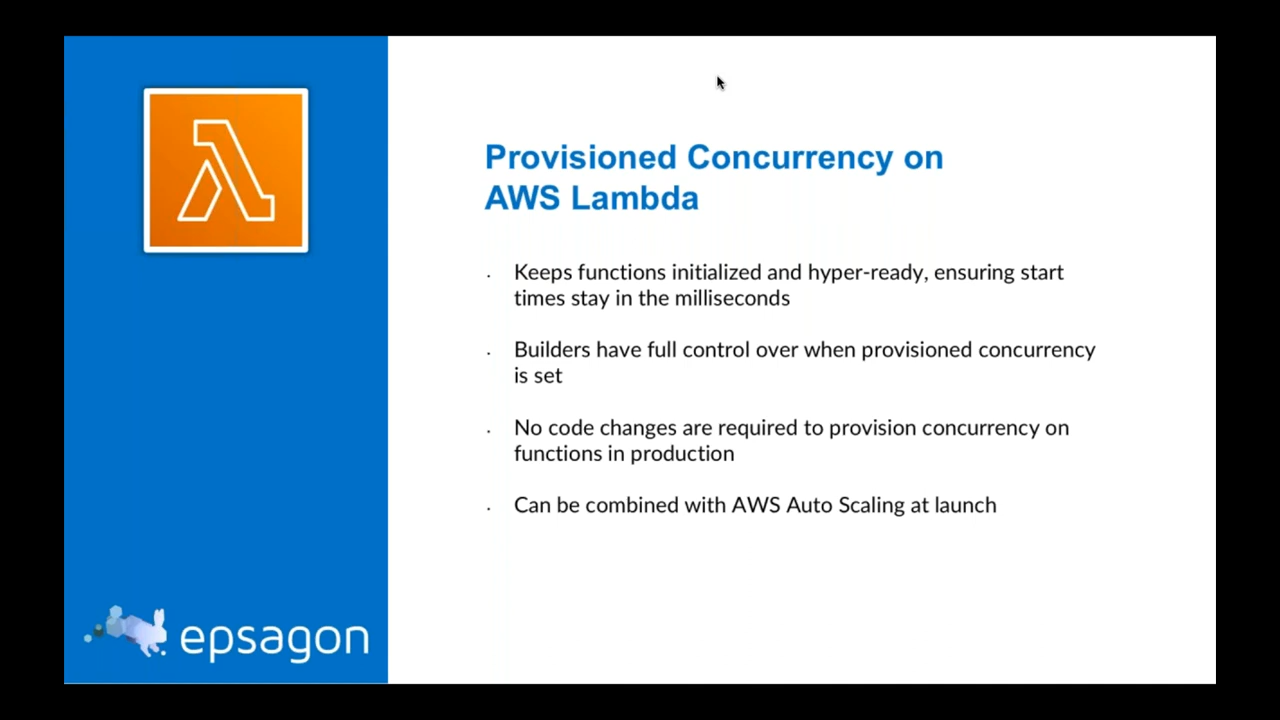 Provisioned Concurrency on
AWS Lambda
· Keeps functions initialized and hyper-ready, ensuring start
times stay in the milliseconds
· Builders have full control over when provisioned concurrency
is set
· No code changes are required to provision concurrency on
functions in production
· Can be combined with AWS Auto Scaling at launch
epsagon